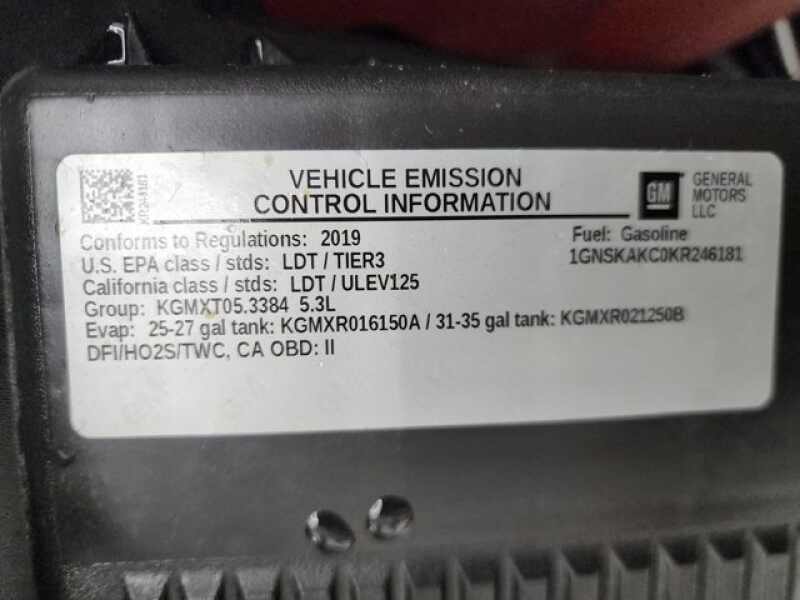 VEHICLE EMISSION
CONTROL INFORMATION
GM
GENERAL
MOTORS
LLC
KR246181
Conforms to Regulations: 2019
Fuel: Gasoline
U.S. EPA class / stds: LDT / TIER3
1GNSKAKC0KR246181
California class / stds: LDT / ULEV125
Group: KGMXT05.3384 5.3L
Evap: 25-27 gal tank: KGMXR016150A / 31-35 gal tank: KGMXR021250B
DFI/HO2S/TWC, CA OBD: II